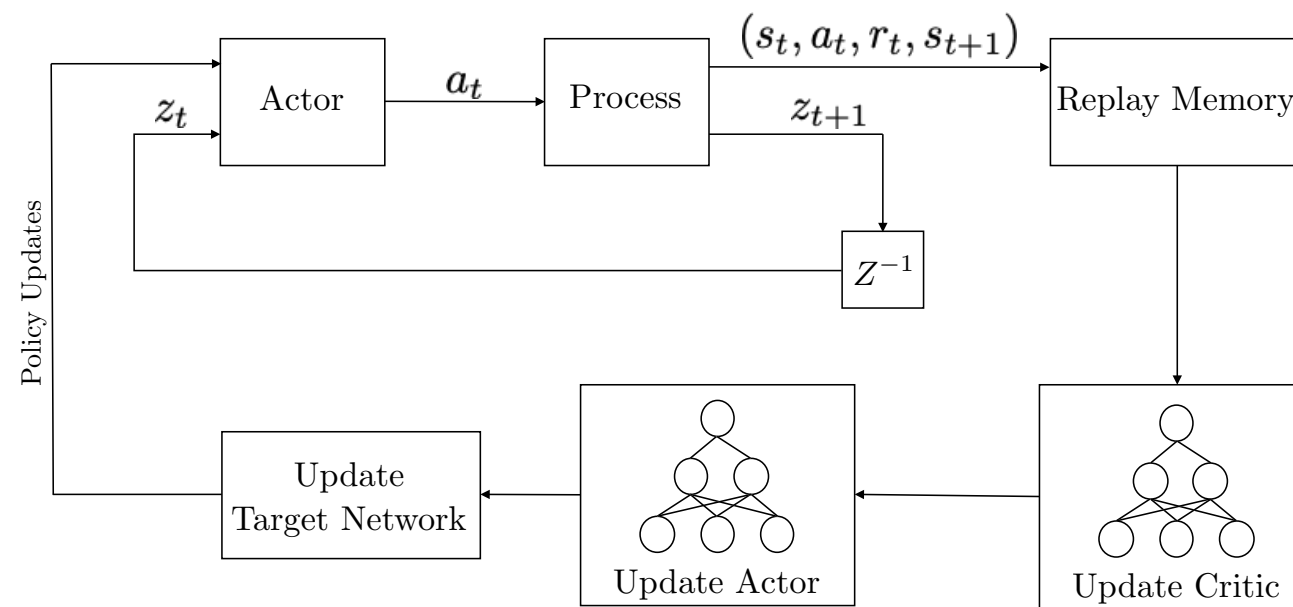 (s_t, a_t, r_t, s_{t+1})
Actor
a_t
Process
Replay Memory
z_t
z_{t+1}
Z^{-1}
Policy Updates
Update
Target Network
Update Actor
Update Critic